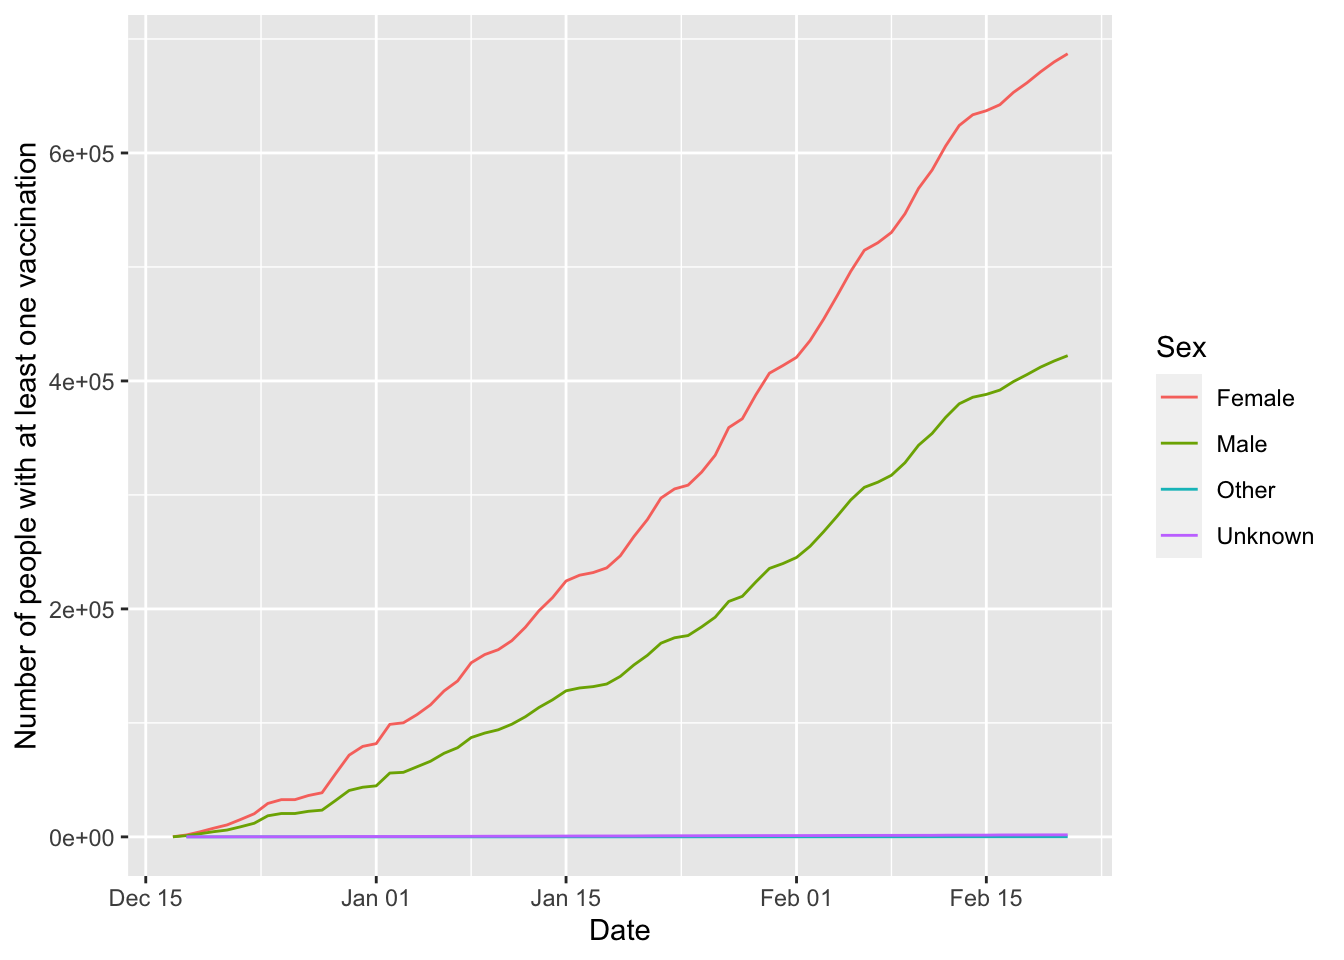 Number of people with at least one vaccination
6e+05
4e+05
2e+05
0e+00
Dec 15
Jan 01
Jan 15
Feb 01
Feb 15
Date
Sex
Female
Male
Other
Unknown